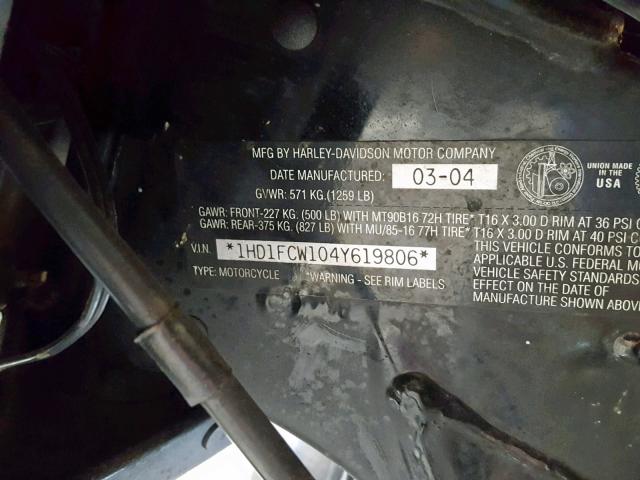 MFG BY HARLEY-DAVIDSON MOTOR COMPANY
DATE MANUFACTURED: 03-04
GVWR: 571 KG.(1259 LB)
UNION MADE
IN THE
USA
GAWR: FRONT-227 KG. (500 LB) WITH MT90B16 72H TIRE* T16 X 3.00 D RIM AT 36 PSI
GAWR: REAR-375 KG. (827 LB) WITH MU/85-16 77H TIRE* T16 X 3.00 D RIM AT 40 PSI
V.I.N. *1HD1FCW104Y619806*
TYPE: MOTORCYCLE *WARNING - SEE RIM LABELS
THIS VEHICLE CONFORMS TO
APPLICABLE U.S. FEDERAL M
VEHICLE SAFETY STANDARDS
EFFECT ON THE DATE OF
MANUFACTURE SHOWN ABOVE